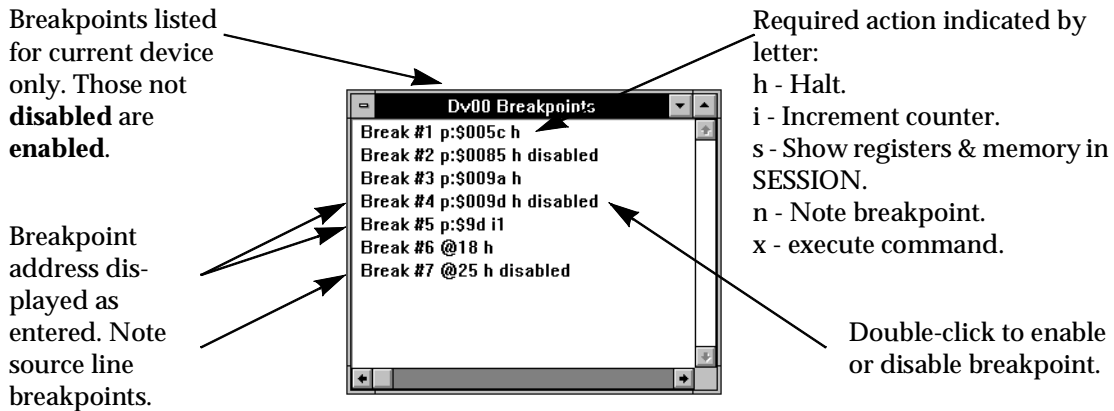 Breakpoints listed
for current device
only. Those not
disabled are
enabled.
Breakpoint
address dis-
played as
entered. Note
source line
breakpoints.
Dv00 Breakpoints
Break #1 p:$005c h
Break #2 p:$0085 h disabled
Break #3 p:$009a h
Break #4 p:$009d h disabled
Break #5 p:$9d i1
Break #6 @18 h
Break #7 @25 h disabled
Required action indicated by
letter:
h - Halt.
i - Increment counter.
s - Show registers & memory in
SESSION.
n - Note breakpoint.
x - execute command.
Double-click to enable
or disable breakpoint.